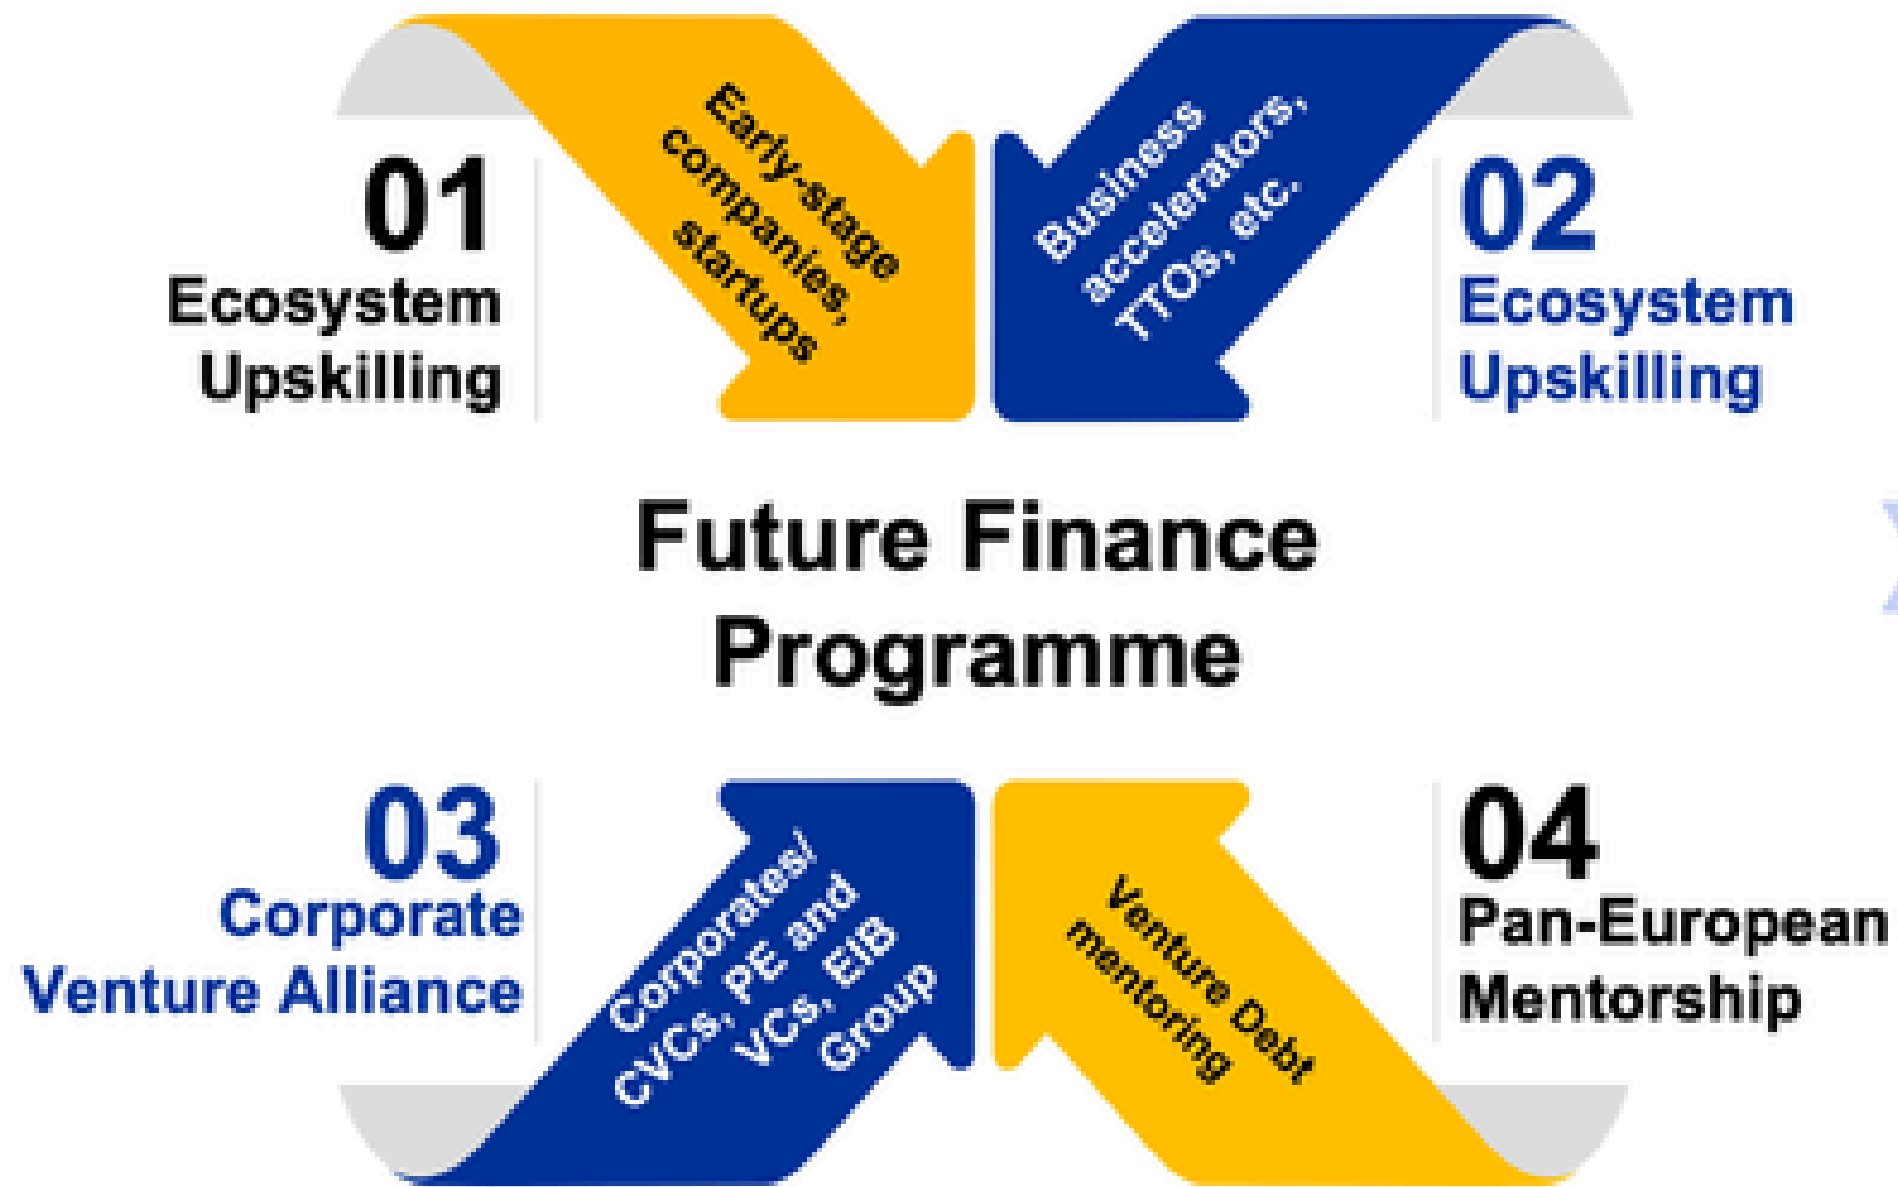 Early-stage
companies,
startups
Business
accelerators,
TTOs, etc.
01
Ecosystem
Upskilling
02
Ecosystem
Upskilling
Future Finance
Programme
03
Corporate
Venture Alliance
Corporates/
CVCs, PE and
VCs, EIB
Group
Venture Debt
mentoring
04
Pan-European
Mentorship